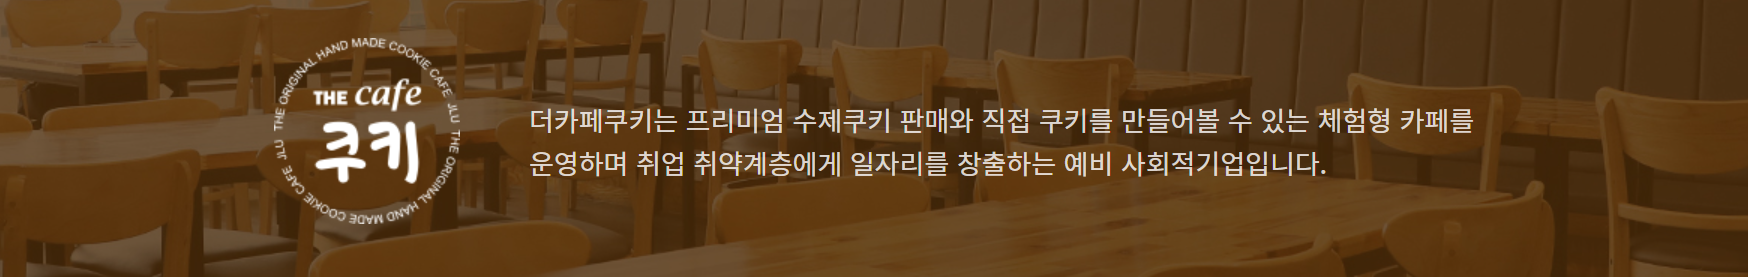 THE ORIGINAL HAND MADE COOKIE CAFE JLU THE ORIGINAL HAND MADE COOKIE CAFE JLU
THE cafe
쿠키
더카페쿠키는 프리미엄 수제쿠키 판매와 직접 쿠키를 만들어볼 수 있는 체험형 카페를
운영하며 취업 취약계층에게 일자리를 창출하는 예비 사회적기업입니다.